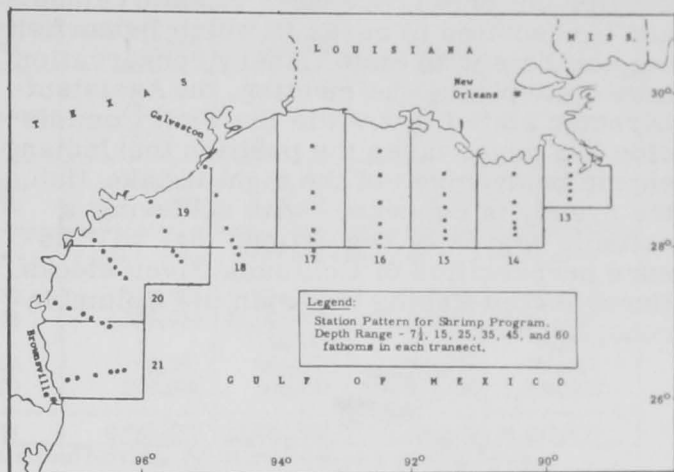 LOUISIANA
MISS.
TEXAS
Galveston
New
Orleans
30°
19
18
17
16
15
14
13
28°
20
Legend:
Station Pattern for Shrimp Program.
Depth Range - 7½, 15, 25, 35, 45, and 60
fathoms in each transect.
Brownsville
21
GULF OF MEXICO
26°
96°
94°
92°
90°